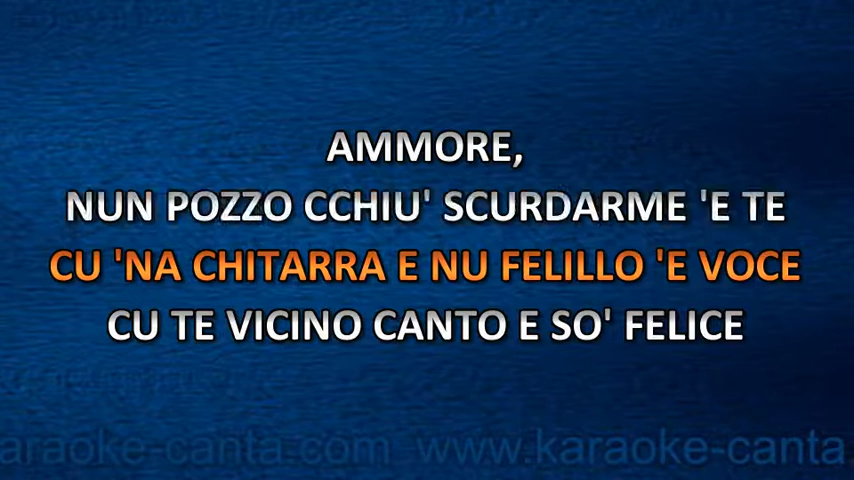 AMMORE,
NUN POZZO CCHIU' SCURDARME 'E TE
CU 'NA CHITARRA E NU FELILLO 'E VOCE
CU TE VICINO CANTO E SO' FELICE
araoke-canta.com www.karaoke-canta